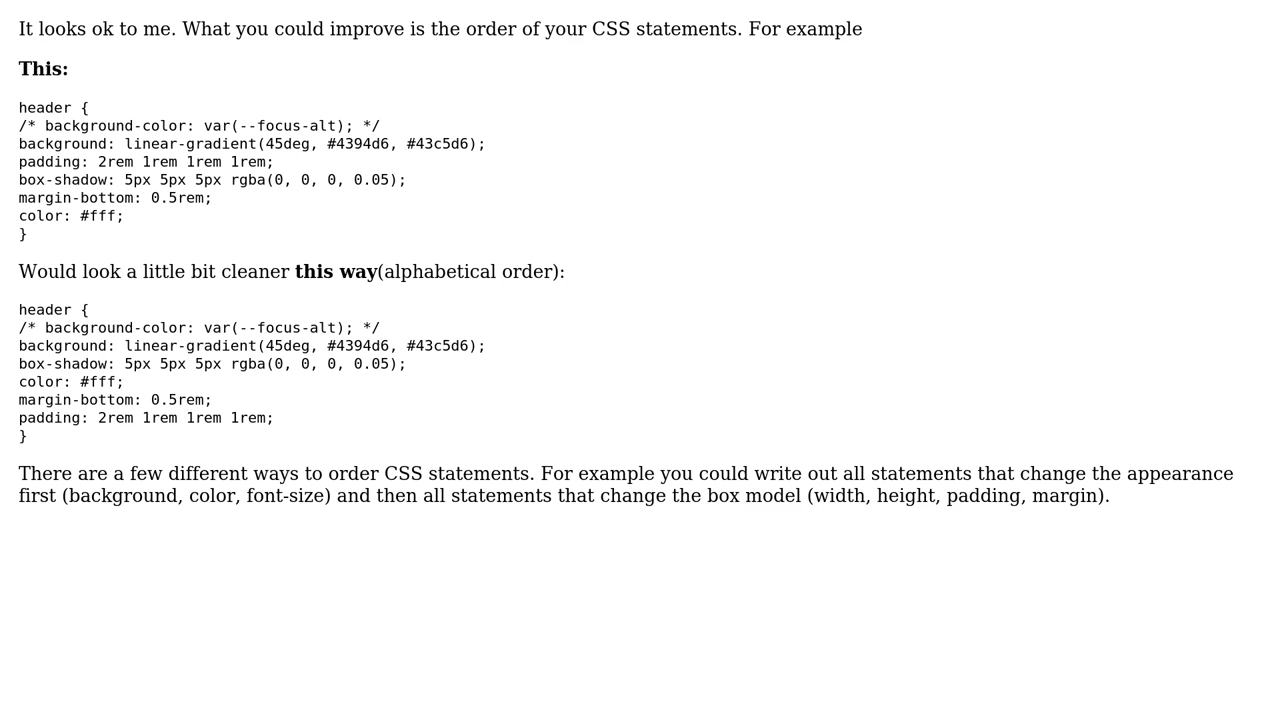 It looks ok to me. What you could improve is the order of your CSS statements. For example
This:
header {
/* background-color: var(--focus-alt); */
background: linear-gradient(45deg, #4394d6, #43c5d6);
padding: 2rem 1rem 1rem 1rem;
box-shadow: 5px 5px 5px rgba(0, 0, 0, 0.05);
margin-bottom: 0.5rem;
color: #fff;
}
Would look a little bit cleaner this way(alphabetical order):
header {
/* background-color: var(--focus-alt); */
background: linear-gradient(45deg, #4394d6, #43c5d6);
box-shadow: 5px 5px 5px rgba(0, 0, 0, 0.05);
color: #fff;
margin-bottom: 0.5rem;
padding: 2rem 1rem 1rem 1rem;
}
There are a few different ways to order CSS statements. For example you could write out all statements that change the appearance
first (background, color, font-size) and then all statements that change the box model (width, height, padding, margin).